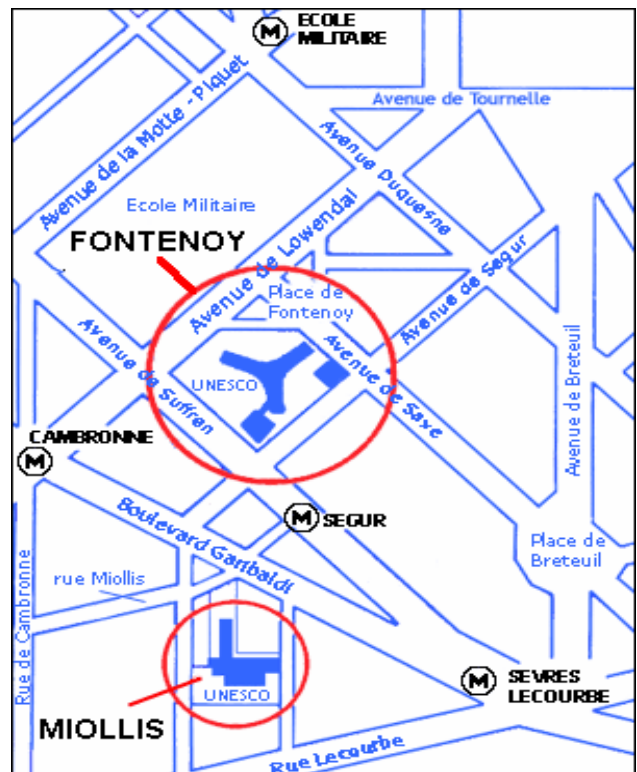 M ECOLE
MILITAIRE
Avenue de Tournelle
Avenue de la Motte - Piquet
Avenue Duquesne
Ecole Militaire
FONTENOY
Avenue de Lowendal
Avenue de Segur
Place de
Fontenoy
Avenue de Suffren
UNESCO
Avenue de Saxe
Avenue de Breteuil
CAMBRONNE
M
M SEGUR
Boulevard Garibaldi
Place de
Breteuil
rue Miollis
Rue de Cambronne
M SEVRES
LECOURBE
UNESCO
MIOLLIS
Rue Lecourbe